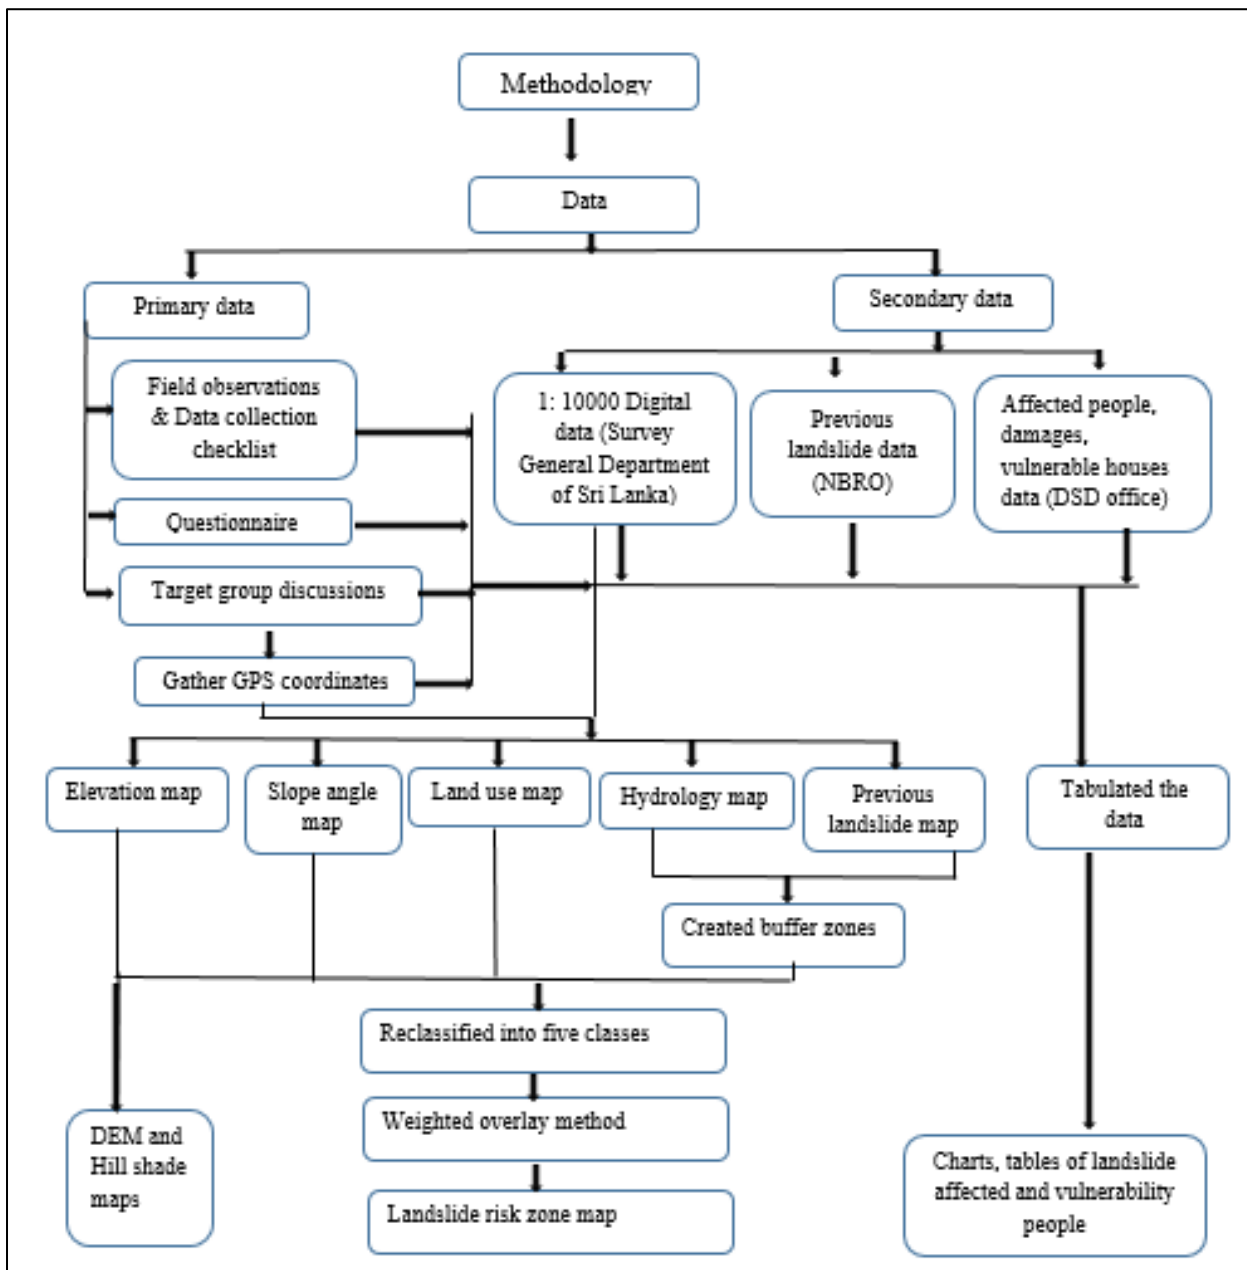 Methodology
Data
Primary data
Secondary data
Field observations
& Data collection
checklist
1: 10000 Digital
data (Survey
General Department
of Sri Lanka)
Previous
landslide data
(NBRO)
Affected people,
damages,
vulnerable houses
data (DSD office)
Questionnaire
Target group discussions
Gather GPS coordinates
Elevation map
Slope angle
map
Land use map
Hydrology map
Previous
landslide map
Tabulated the
data
Created buffer zones
Reclassified into five classes
Weighted overlay method
Landslide risk zone map
DEM and
Hill shade
maps
Charts, tables of landslide
affected and vulnerability
people